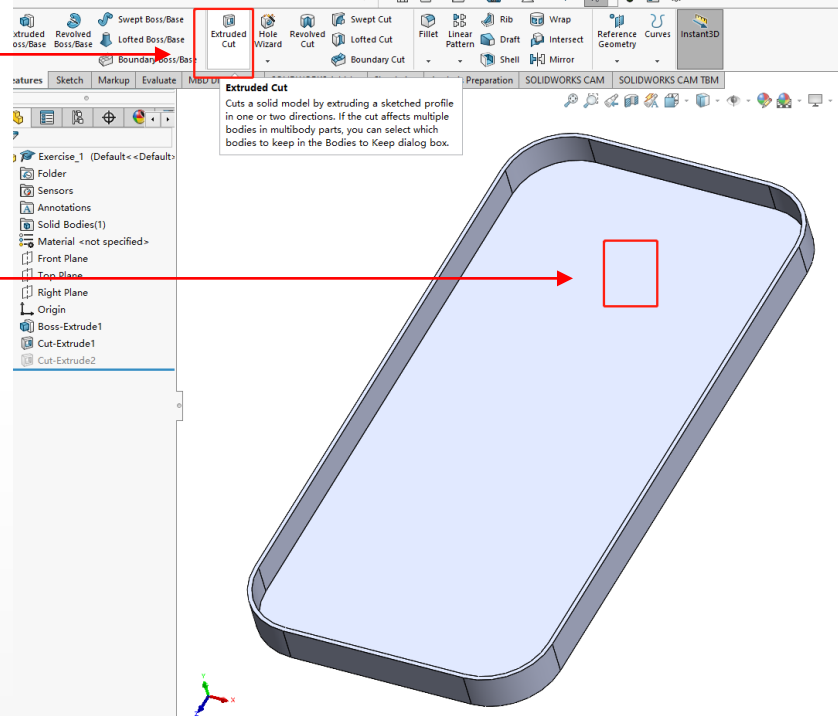 Swept Boss/Base
Lofted Boss/Base
Boundary Boss/Base
Revolved
Boss/Base
Extruded
Cut
Hole
Wizard
Revolved
Cut
Swept Cut
Lofted Cut
Boundary Cut
Fillet
Linear
Pattern
Rib
Draft
Shell
Wrap
Intersect
Mirror
Reference
Geometry
Curves
Instant3D
Sketch
Markup
Evaluate
Preparation
SOLIDWORKS CAM
SOLIDWORKS CAM TBM
Extruded Cut
Cuts a solid model by extruding a sketched profile
in one or two directions. If the cut affects multiple
bodies in multibody parts, you can select which
bodies to keep in the Bodies to Keep dialog box.
Exercise_1 (Default<<Default>
Folder
Sensors
Annotations
Solid Bodies(1)
Material <not specified>
Front Plane
Top Plane
Right Plane
Origin
Boss-Extrude1
Cut-Extrude1
Cut-Extrude2
Y
X
Z